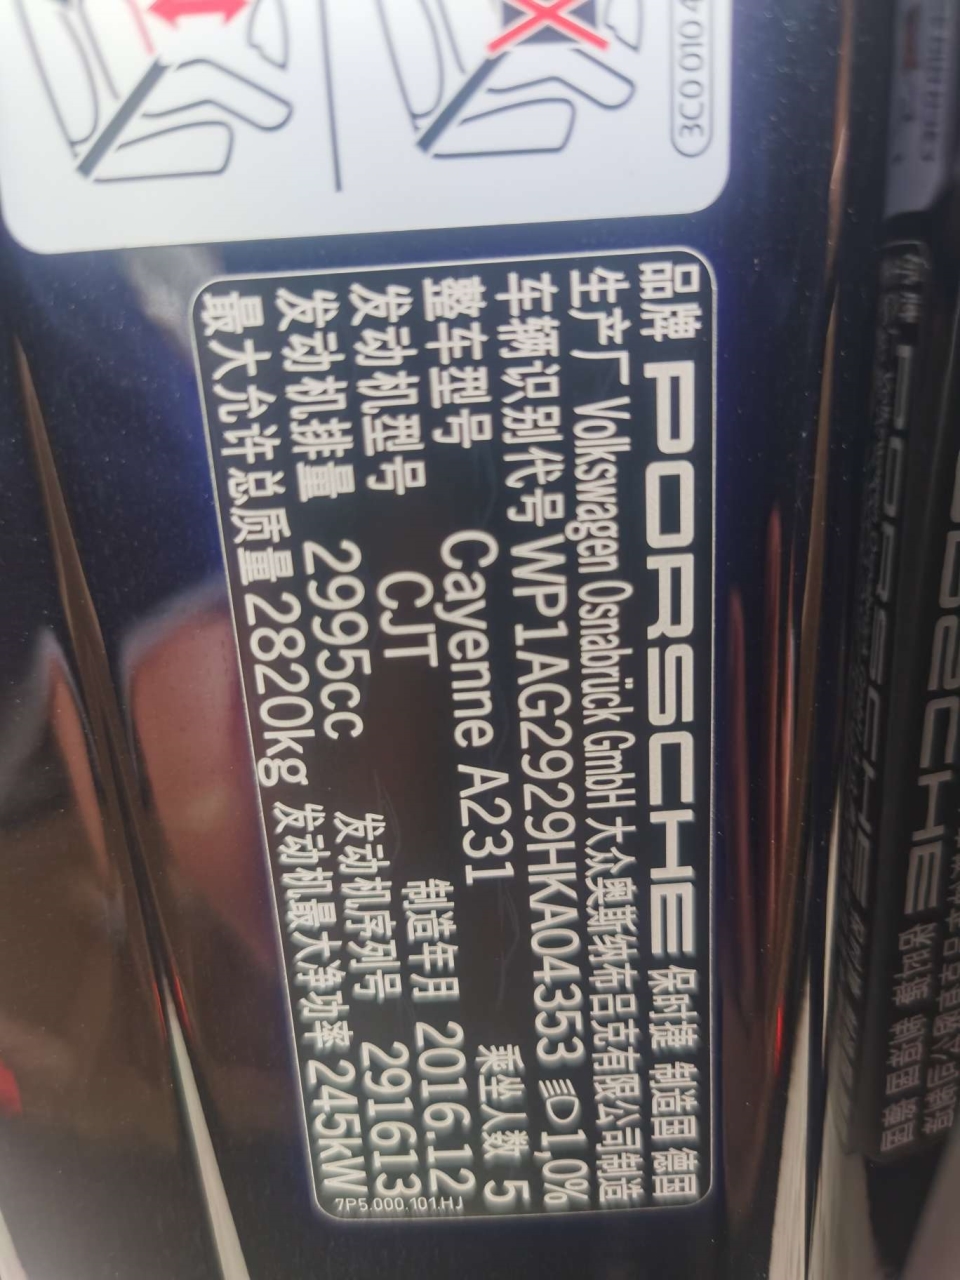 3C0 010 4
品牌 PORSCHE 保时捷 制造国 德国
生产厂 Volkswagen Osnabrück GmbH 大众奥斯纳布吕克有限公司制造
车辆识别代号 WP1AG2929HKA04353 1,0%
整车型号 Cayenne A231 乘坐人数 5
发动机型号 CJT 制造年月 2016.12
发动机排量 2995cc 发动机序列号 291613
最大允许总质量 2820kg 发动机最大净功率 245kW
7P5.000.101.HJ